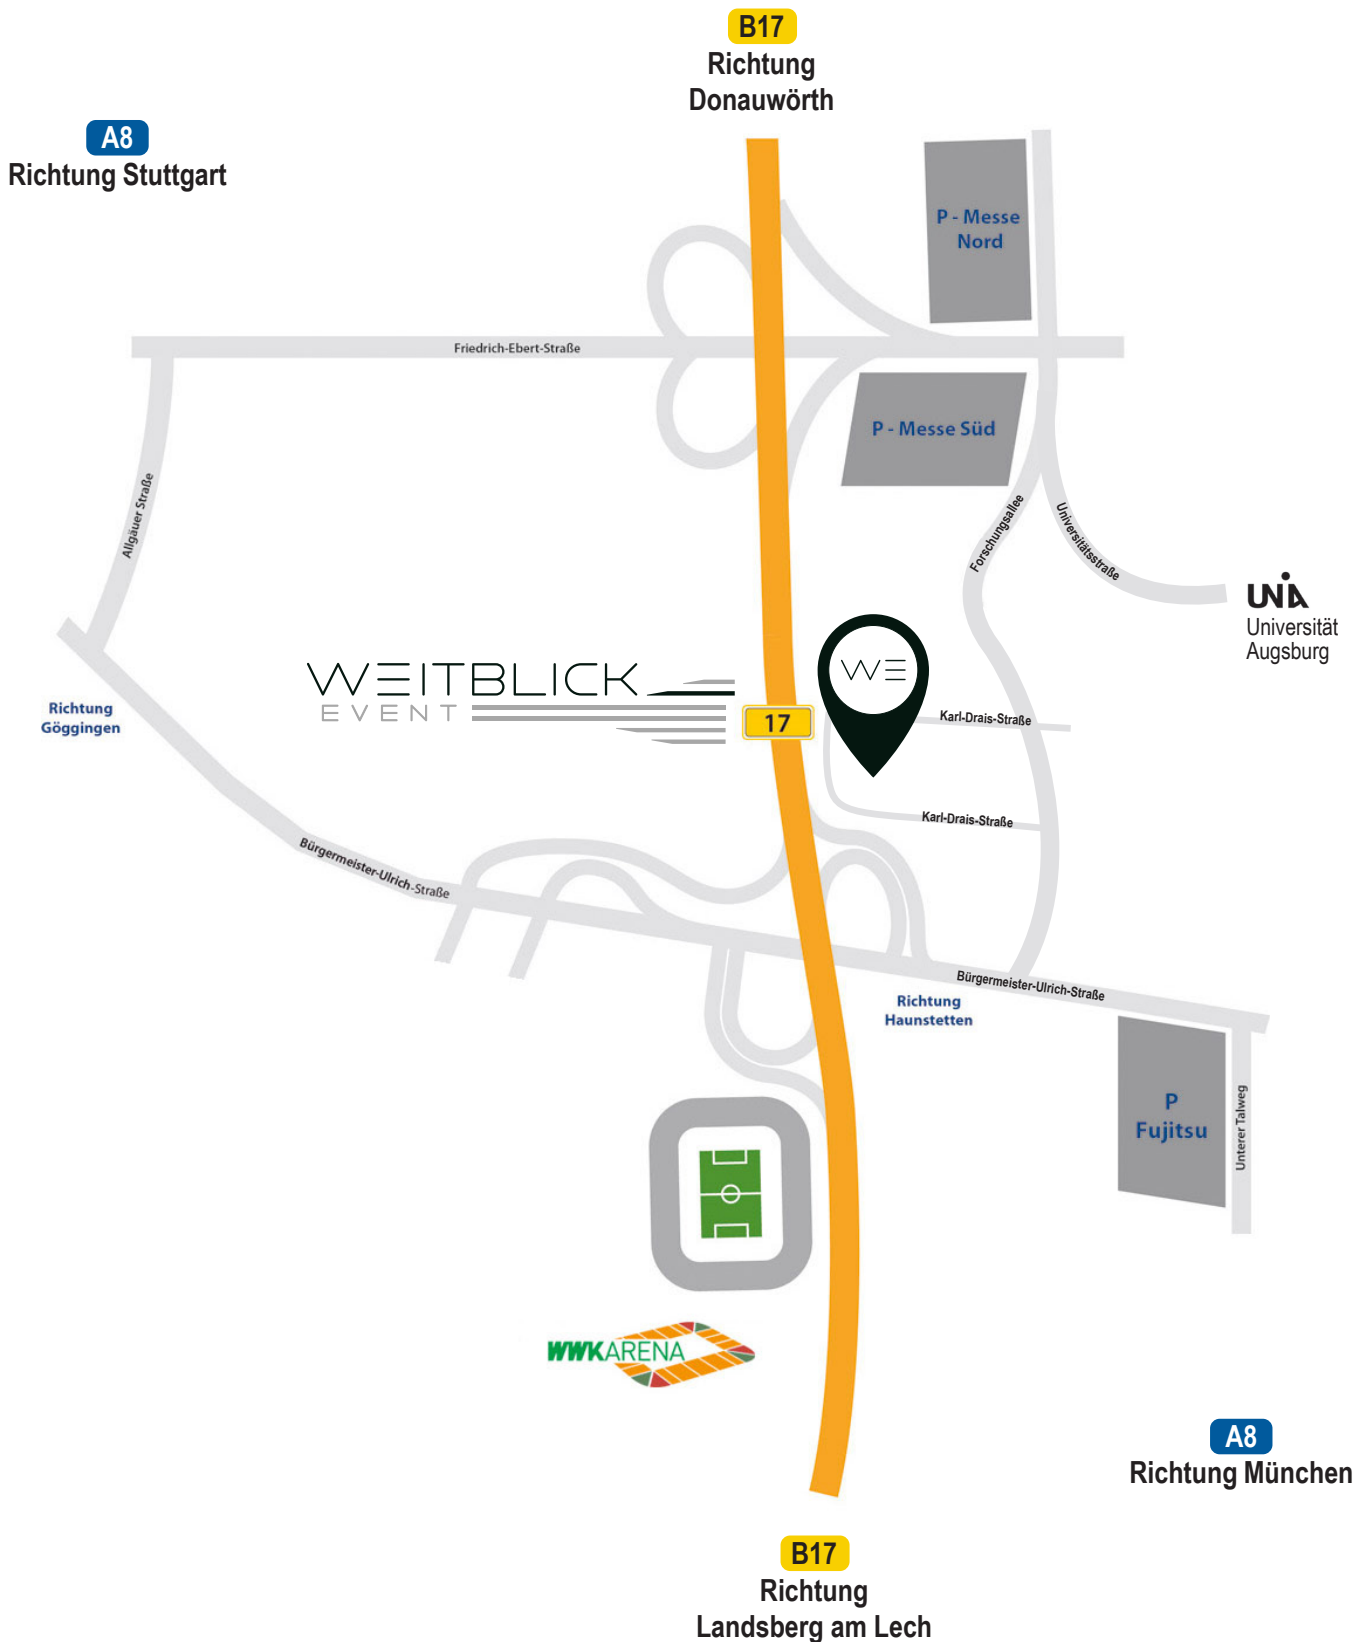 B17
Richtung
Donauwörth
A8
Richtung Stuttgart
P - Messe
Nord
Friedrich-Ebert-Straße
P - Messe Süd
Allgäuer Straße
Forschungsallee
Universitätsstraße
UNIA
Universität
Augsburg
WEITBLICK
EVENT
WE
Richtung
Göggingen
17
Karl-Drais-Straße
Karl-Drais-Straße
Bürgermeister-Ulrich-Straße
Bürgermeister-Ulrich-Straße
Richtung
Haunstetten
P
Fujitsu
Unterer Talweg
WWKARENA
A8
Richtung München
B17
Richtung
Landsberg am Lech